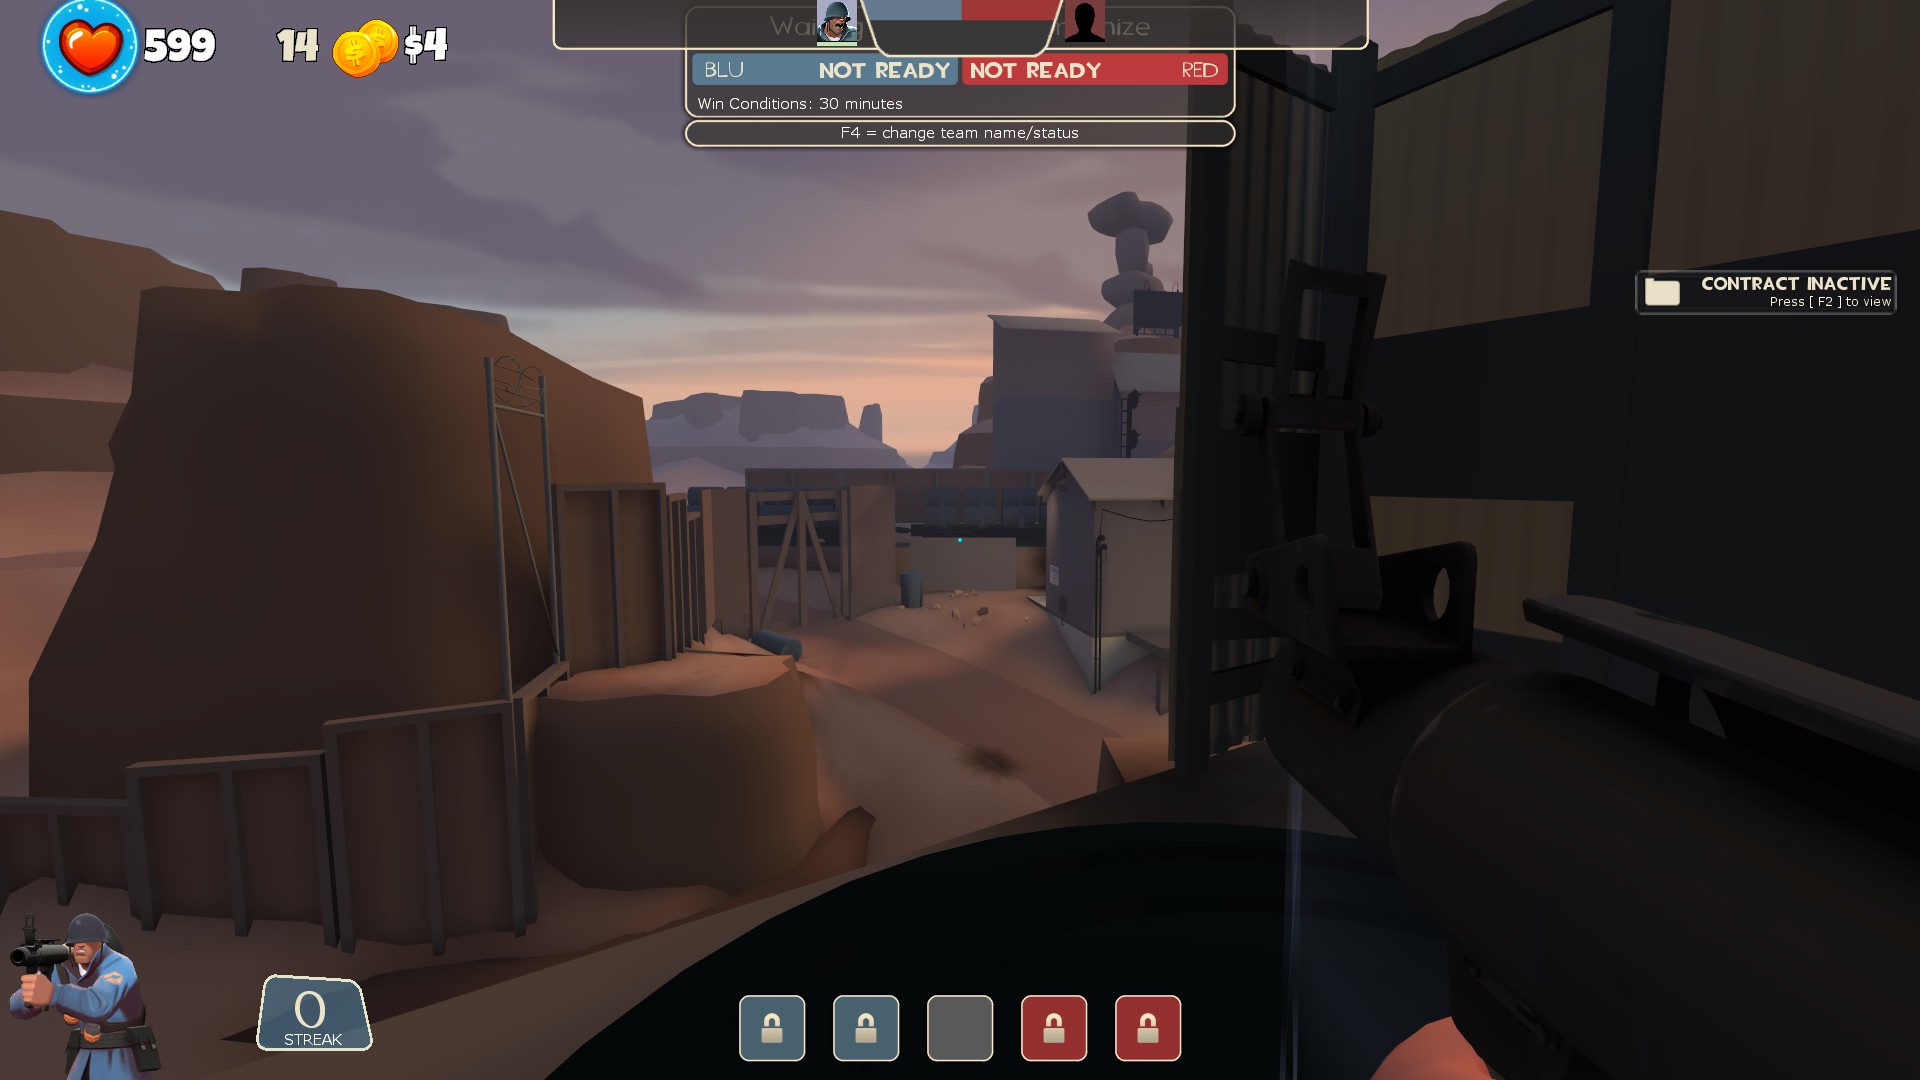 599
14
$4
BLU NOT READY
NOT READY RED
Win Conditions: 30 minutes
F4 = change team name/status
CONTRACT INACTIVE
Press [ F2 ] to view
0
STREAK